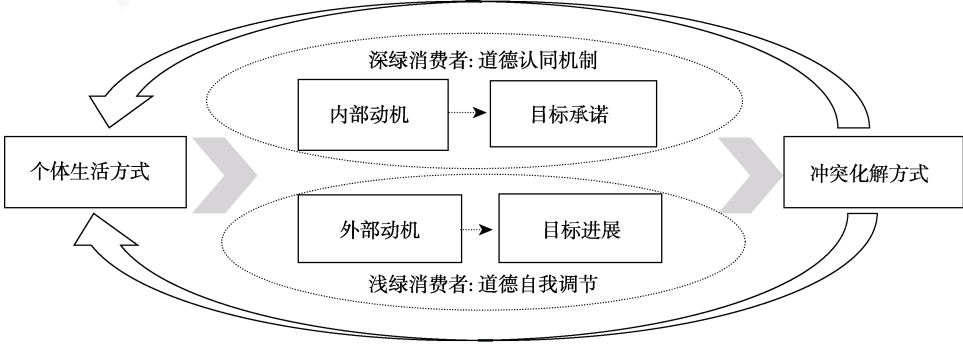 深绿消费者: 道德认同机制
内部动机
目标承诺
个体生活方式
冲突化解方式
外部动机
目标进展
浅绿消费者: 道德自我调节